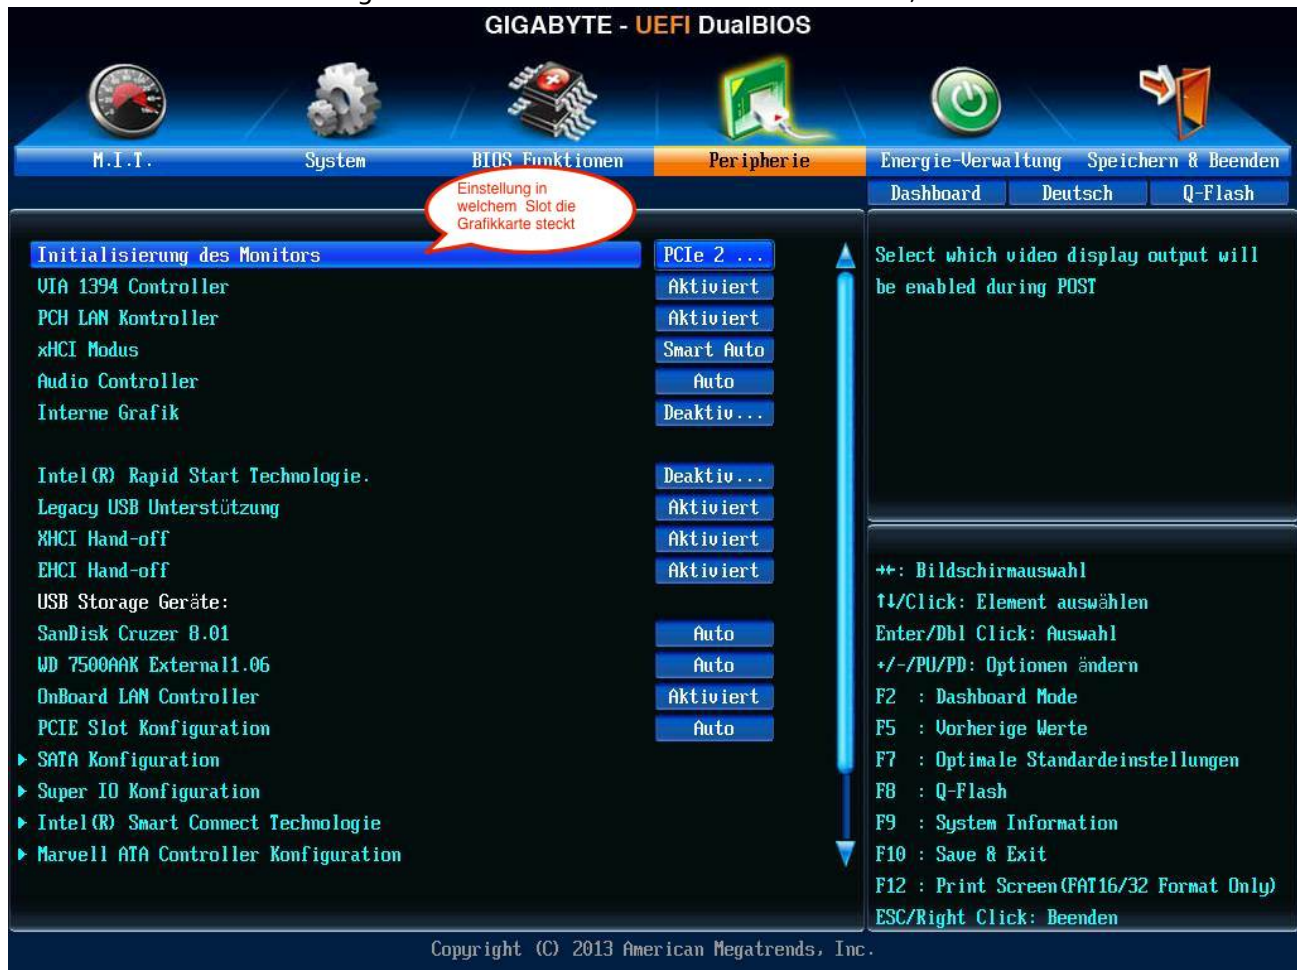 GIGABYTE - UEFI DualBIOS
M.I.T.
System
BIOS Funktionen
Peripherie
Energie-Verwaltung
Speichern & Beenden
Dashboard
Deutsch
Q-Flash
Einstellung in
welchem Slot die
Grafikkarte steckt
Initialisierung des Monitors PCIe 2 ...
VIA 1394 Controller Aktiviert
PCH LAN Kontroller Aktiviert
xHCI Modus Smart Auto
Audio Controller Auto
Interne Grafik Deaktiv...
Intel(R) Rapid Start Technologie. Deaktiv...
Legacy USB Unterstützung Aktiviert
XHCI Hand-off Aktiviert
EHCI Hand-off Aktiviert
USB Storage Geräte:
SanDisk Cruzer 8.01 Auto
WD 7500AAK External1.06 Auto
OnBoard LAN Controller Aktiviert
PCIE Slot Konfiguration Auto
SATA Konfiguration
Super IO Konfiguration
Intel(R) Smart Connect Technologie
Marvell ATA Controller Konfiguration
Select which video display output will
be enabled during POST
→←: Bildschirmauswahl
↑↓/Click: Element auswählen
Enter/Dbl Click: Auswahl
+/-/PU/PD: Optionen ändern
F2 : Dashboard Mode
F5 : Vorherige Werte
F7 : Optimale Standardeinstellungen
F8 : Q-Flash
F9 : System Information
F10 : Save & Exit
F12 : Print Screen(FAT16/32 Format Only)
ESC/Right Click: Beenden
Copyright (C) 2013 American Megatrends, Inc.